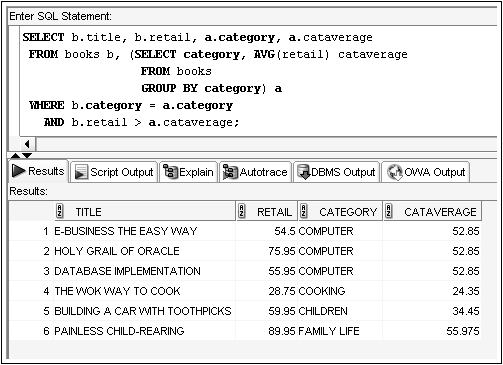 Enter SQL Statement:
SELECT b.title, b.retail, a.category, a.cataverage
FROM books b, (SELECT category, AVG(retail) cataverage
FROM books
GROUP BY category) a
WHERE b.category = a.category
AND b.retail > a.cataverage;
Results Script Output Explain Autotrace DBMS Output OWA Output
Results:
TITLE RETAIL CATEGORY CATAVERAGE
1 E-BUSINESS THE EASY WAY 54.5 COMPUTER 52.85
2 HOLY GRAIL OF ORACLE 75.95 COMPUTER 52.85
3 DATABASE IMPLEMENTATION 55.95 COMPUTER 52.85
4 THE WOK WAY TO COOK 28.75 COOKING 24.35
5 BUILDING A CAR WITH TOOTHPICKS 59.95 CHILDREN 34.45
6 PAINLESS CHILD-REARING 89.95 FAMILY LIFE 55.975